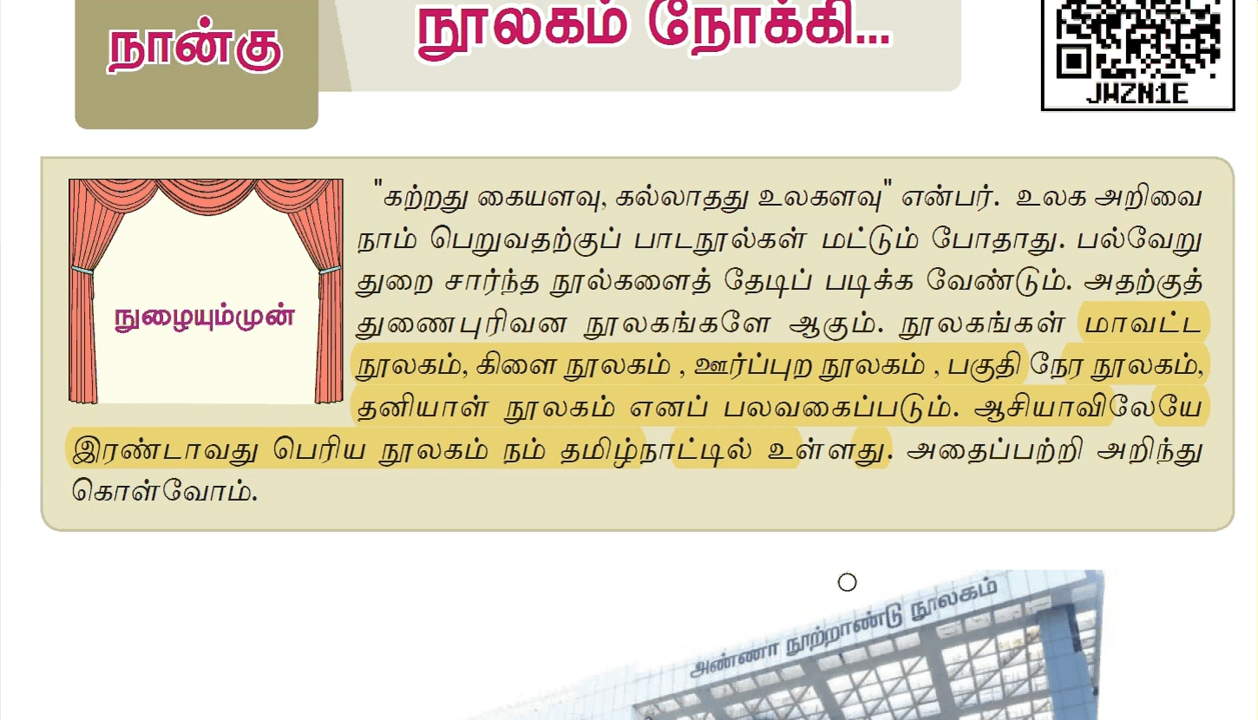 நான்கு
நூலகம் நோக்கி...
JWZN1E
நுழையும்முன்
"கற்றது கையளவு, கல்லாதது உலகளவு" என்பர். உலக அறிவை
நாம் பெறுவதற்குப் பாடநூல்கள் மட்டும் போதாது. பல்வேறு
துறை சார்ந்த நூல்களைத் தேடிப் படிக்க வேண்டும். அதற்குத்
துணைபுரிவன நூலகங்களே ஆகும். நூலகங்கள் மாவட்ட
நூலகம், கிளை நூலகம் , ஊர்ப்புற நூலகம் , பகுதி நேர நூலகம்,
தனியாள் நூலகம் எனப் பலவகைப்படும். ஆசியாவிலேயே
இரண்டாவது பெரிய நூலகம் நம் தமிழ்நாட்டில் உள்ளது. அதைப்பற்றி அறிந்து
கொள்வோம்.
அண்ணா நூற்றாண்டு நூலகம்